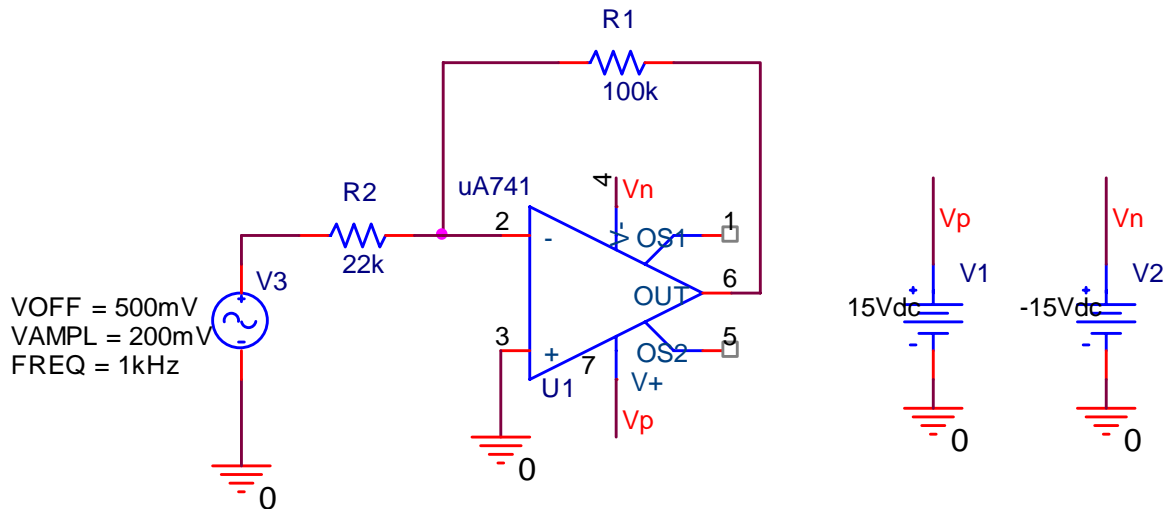 R1
100k
uA741
4
Vn
R2
2
-
V-
OS1
1
Vp
Vn
22k
V3
OUT
6
V1
V2
VOFF = 500mV
VAMPL = 200mV
FREQ = 1kHz
15Vdc
-15Vdc
3
+
7
OS2
5
U1
V+
Vp
0
0
0
0